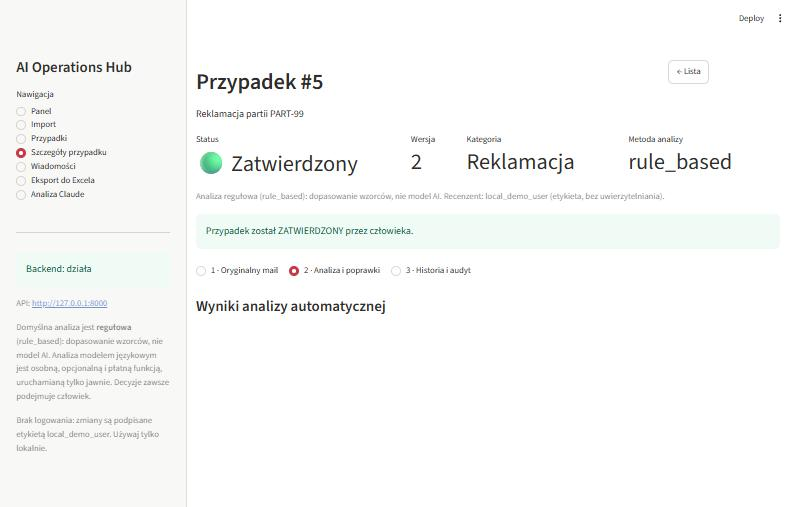 Deploy
AI Operations Hub
Nawigacja
Panel
Import
Przypadki
Szczegóły przypadku
Wiadomości
Eksport do Excela
Analiza Claude
Backend: działa
API: http://127.0.0.1:8000
Domyślna analiza jest regułowa
(rule_based): dopasowanie wzorców, nie
model AI. Analiza modelem językowym
jest osobną, opcjonalną i płatną funkcją,
uruchamianą tylko jawnie. Decyzje zawsze
podejmuje człowiek.
Brak logowania: zmiany są podpisane
etykietą local_demo_user. Używaj tylko
lokalnie.
Przypadek #5
← Lista
Reklamacja partii PART-99
Status Wersja Kategoria Metoda analizy
Zatwierdzony 2 Reklamacja rule_based
Analiza regułowa (rule_based): dopasowanie wzorców, nie model AI. Recenzent: local_demo_user (etykieta, bez uwierzytelniania).
Przypadek został ZATWIERDZONY przez człowieka.
1 · Oryginalny mail 2 · Analiza i poprawki 3 · Historia i audyt
Wyniki analizy automatycznej